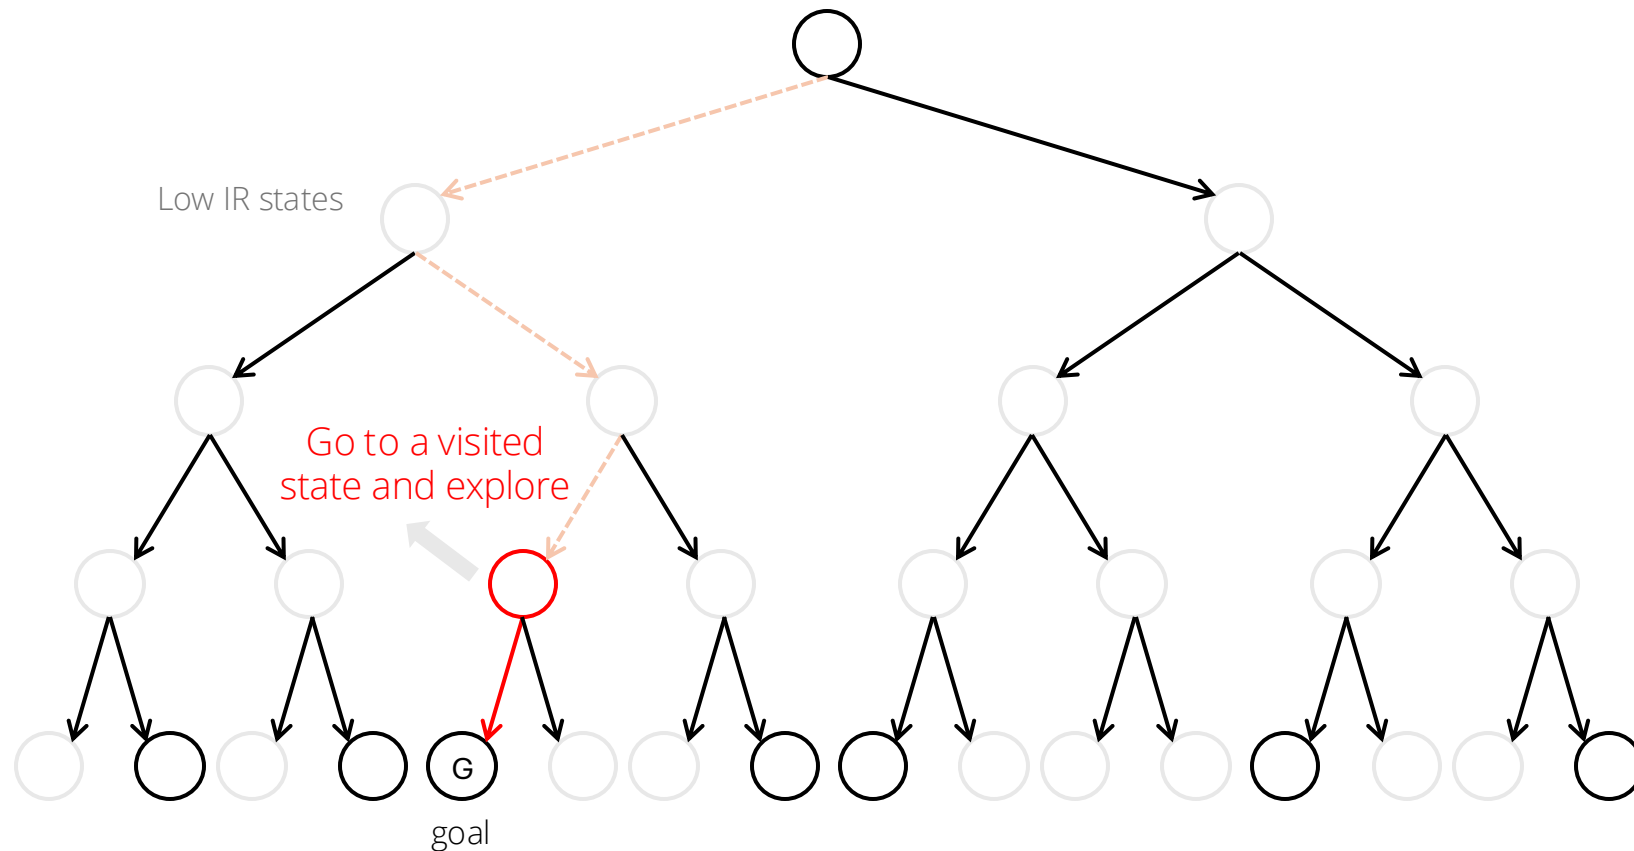 Low IR states
Go to a visited
state and explore
G
goal